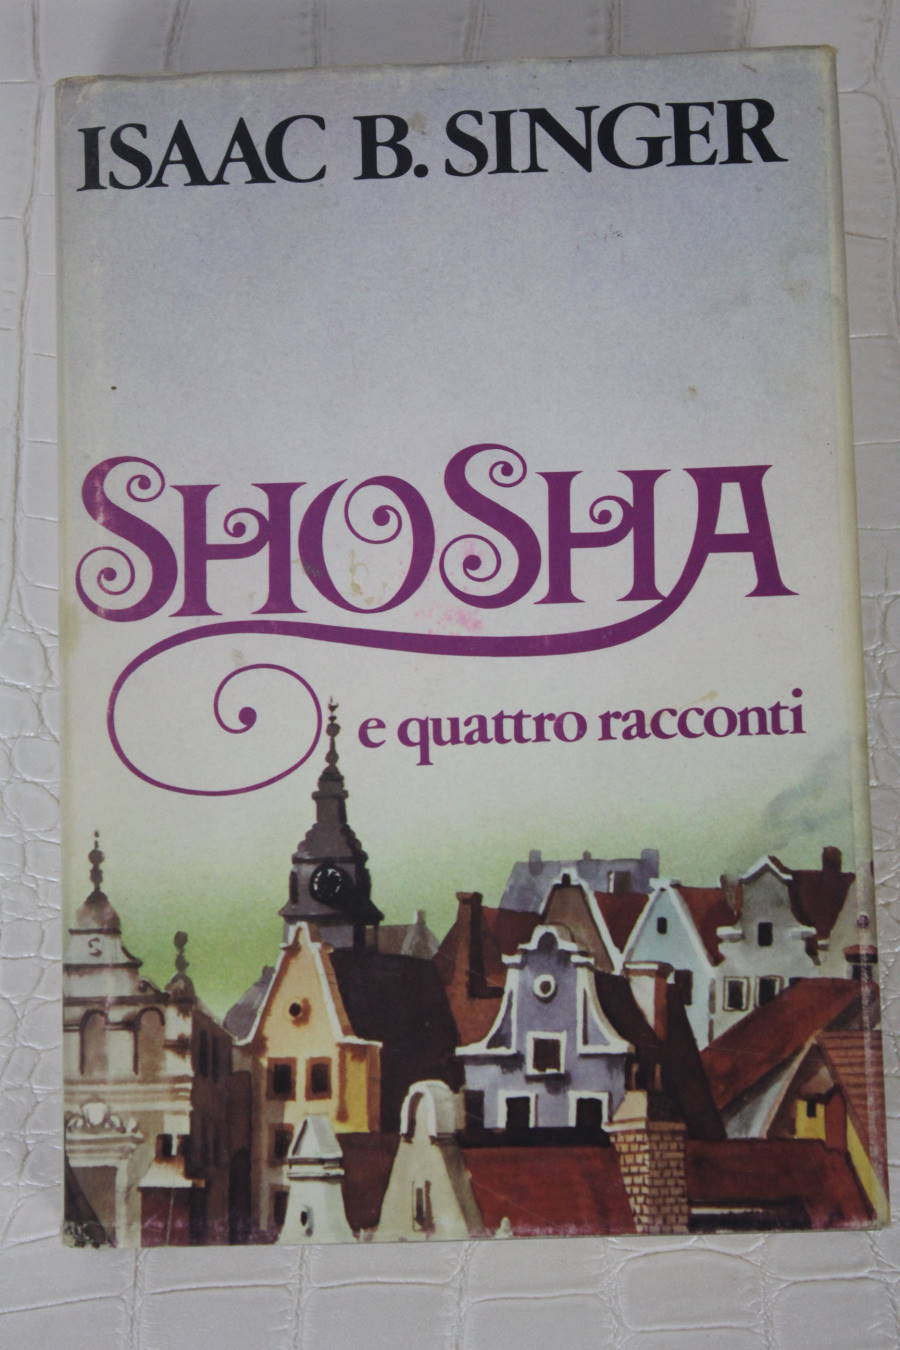 ISAAC B. SINGER
SHOSHA
e quattro racconti